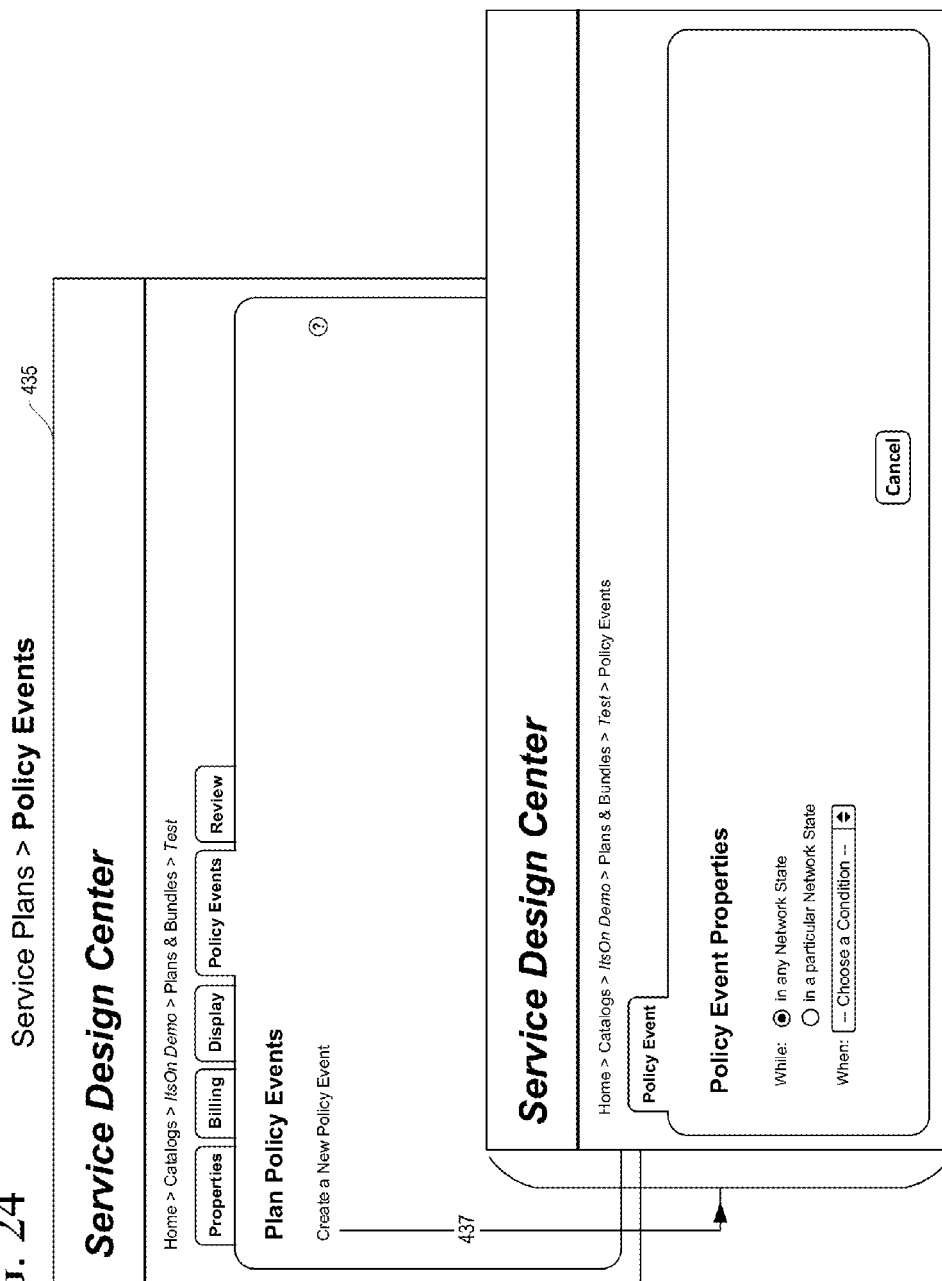 Service Plans > Policy Events
435
Service Design Center
Home > Catalogs > ItsOn Demo > Plans & Bundles > Test
Properties Billing Display Policy Events Review
Plan Policy Events
Create a New Policy Event
?
437
Service Design Center
Home > Catalogs > ItsOn Demo > Plans & Bundles > Test > Policy Events
Policy Event
Policy Event Properties
While: in any Network State
in a particular Network State
When: -- Choose a Condition --
Cancel
24